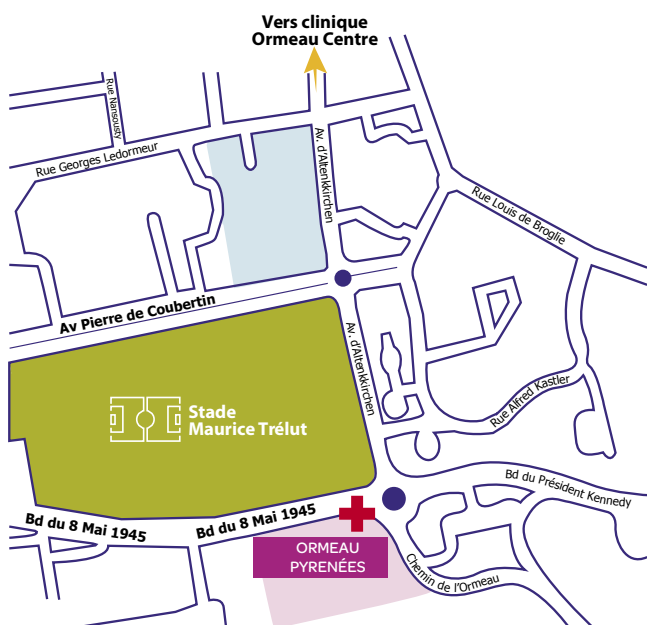 Vers clinique
Ormeau Centre
Rue Nansousty
Rue Georges Ledormeur
Av. d'Altenkkirchen
Rue Louis de Broglie
Av Pierre de Coubertin
Av. d'Altenkkirchen
Stade
Maurice Trélut
Rue Alfred Kastler
Bd du Président Kennedy
Bd du 8 Mai 1945
Bd du 8 Mai 1945
ORMEAU
PYRENÉES
Chemin de l'Ormeau